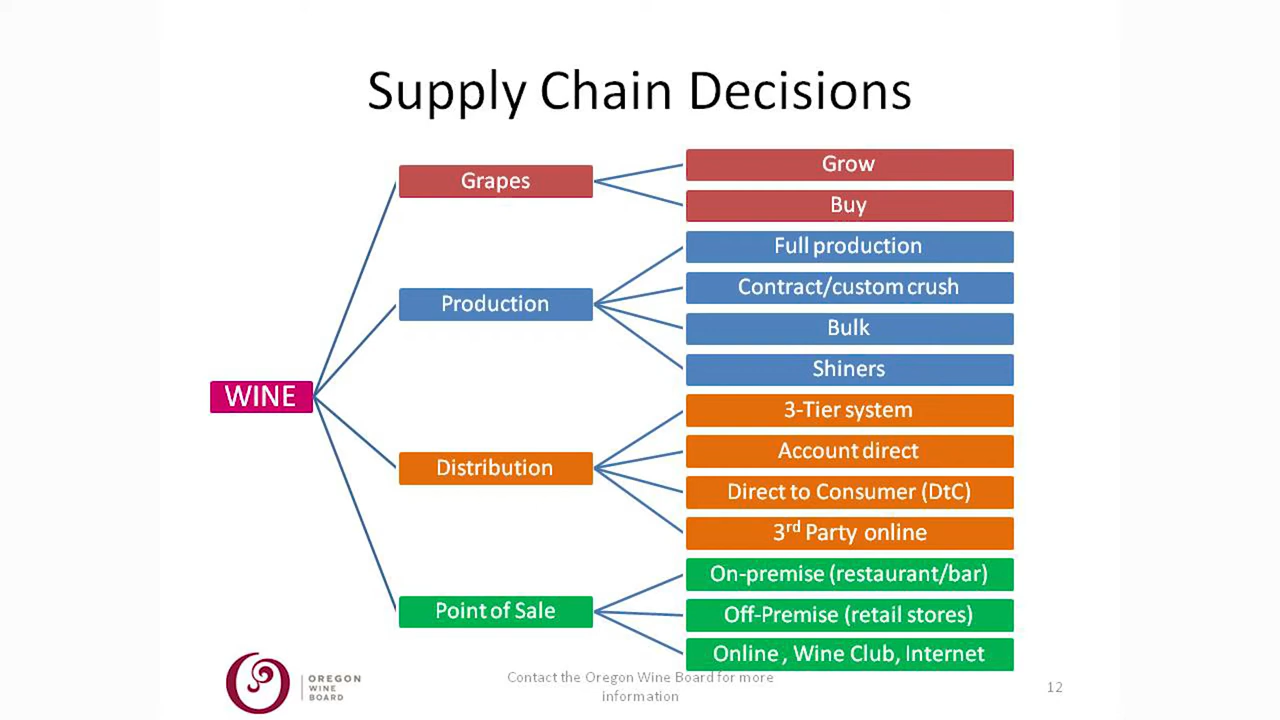 Supply Chain Decisions
WINE
Grapes
Grow
Buy
Production
Full production
Contract/custom crush
Bulk
Shiners
Distribution
3-Tier system
Account direct
Direct to Consumer (DtC)
3rd Party online
Point of Sale
On-premise (restaurant/bar)
Off-Premise (retail stores)
Online , Wine Club, Internet
OREGON
WINE
BOARD
Contact the Oregon Wine Board for more
information
12